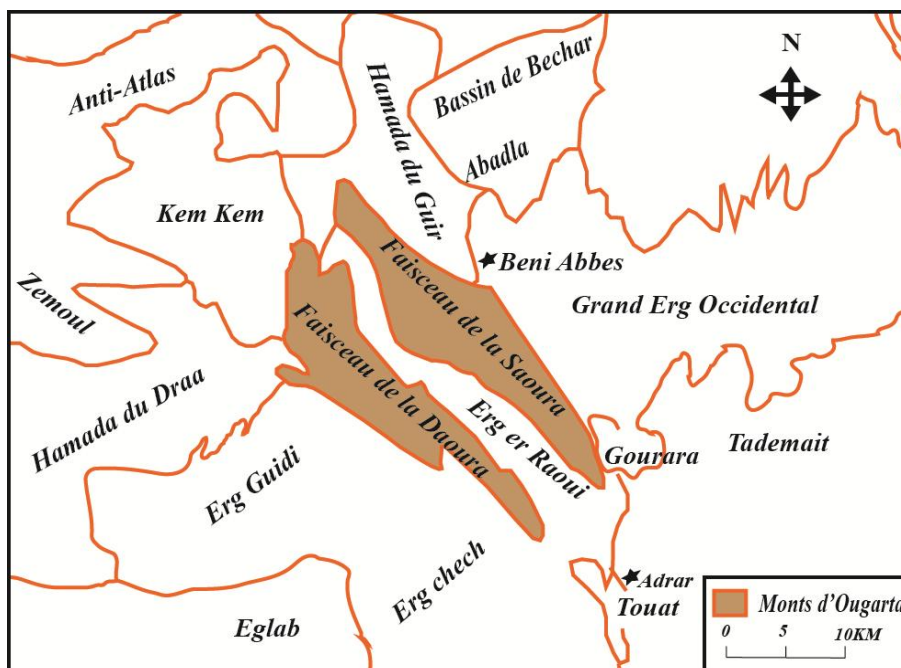 Anti-Atlas
Hamada du Guir
Bassin de Bechar
Abadla
N
Kem Kem
Beni Abbes
Zemoul
Faisceau de la Saoura
Grand Erg Occidental
Faisceau de la Daoura
Hamada du Draa
Erg er Raoui
Gourara
Tademait
Erg Guidi
Erg chech
Adrar
Touat
Eglab
Monts d'Ougarta
0 5 10KM